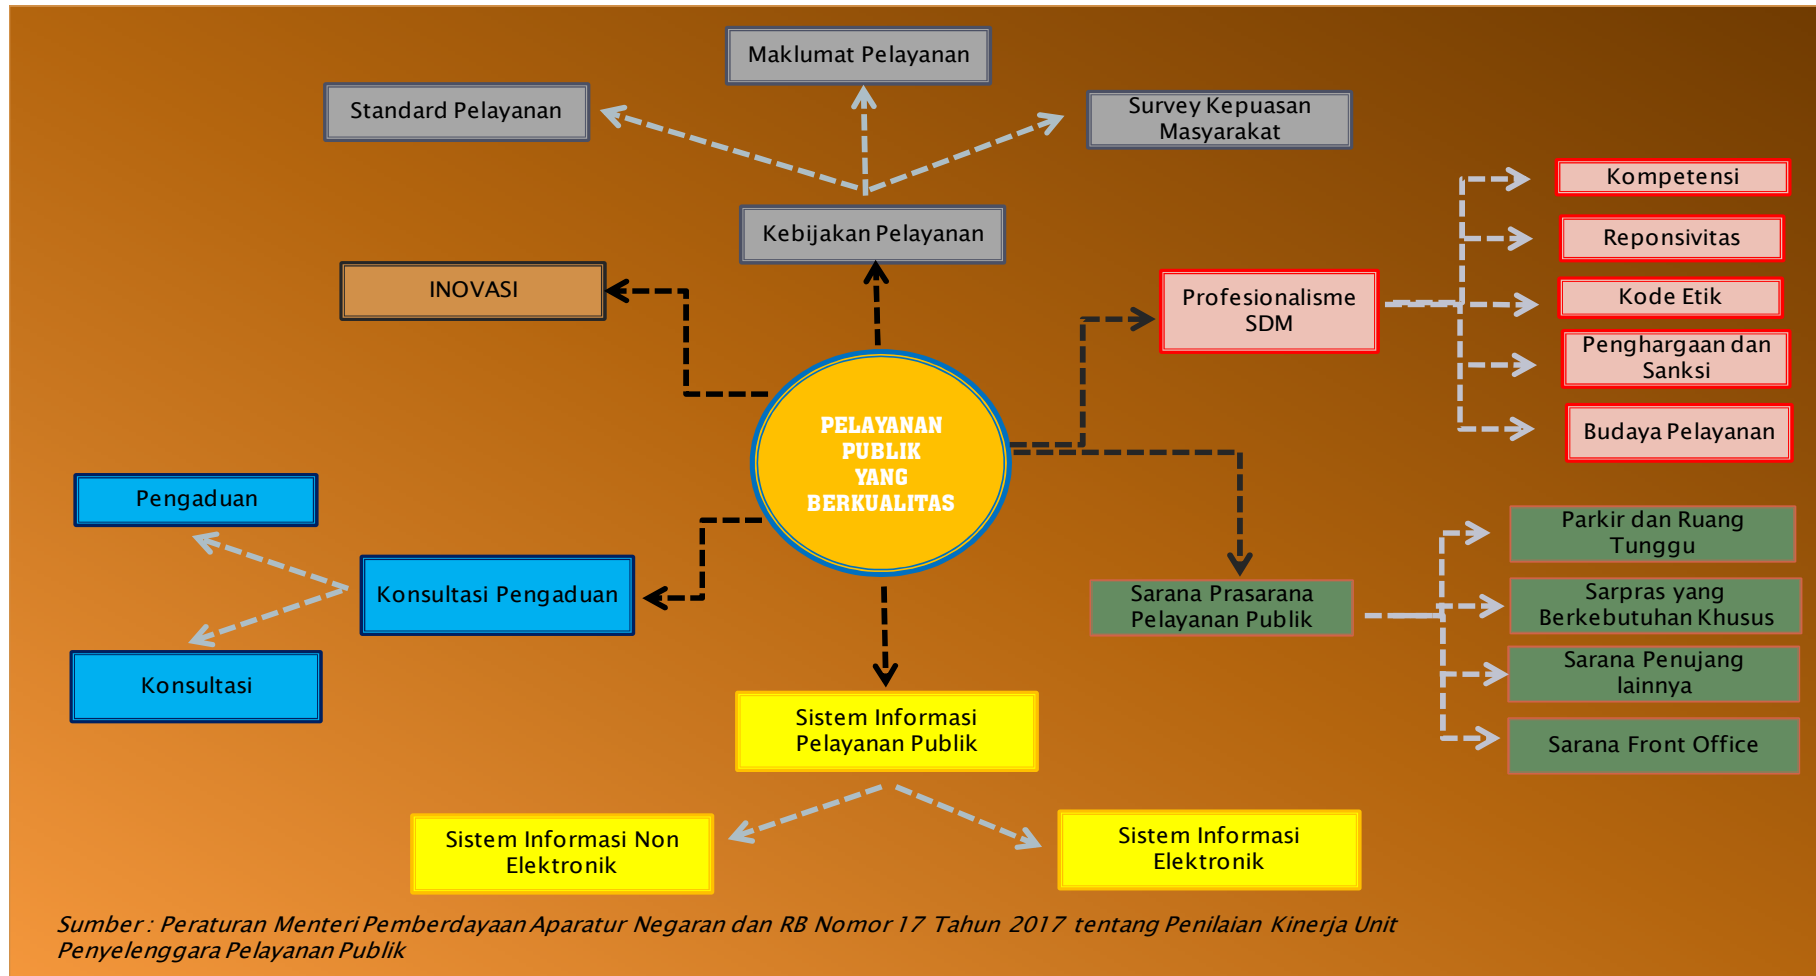 Maklumat Pelayanan
Standard Pelayanan
Survey Kepuasan
Masyarakat
Kebijakan Pelayanan
INOVASI
Profesionalisme
SDM
Kompetensi
Reponsivitas
Kode Etik
Penghargaan dan
Sanksi
Budaya Pelayanan
PELAYANAN
PUBLIK
YANG
BERKUALITAS
Pengaduan
Konsultasi Pengaduan
Konsultasi
Sarana Prasarana
Pelayanan Publik
Parkir dan Ruang
Tunggu
Sarpras yang
Berkebutuhan Khusus
Sarana Penujang
lainnya
Sarana Front Office
Sistem Informasi
Pelayanan Publik
Sistem Informasi Non
Elektronik
Sistem Informasi
Elektronik
Sumber : Peraturan Menteri Pemberdayaan Aparatur Negaran dan RB Nomor 17 Tahun 2017 tentang Penilaian Kinerja Unit
Penyelenggara Pelayanan Publik